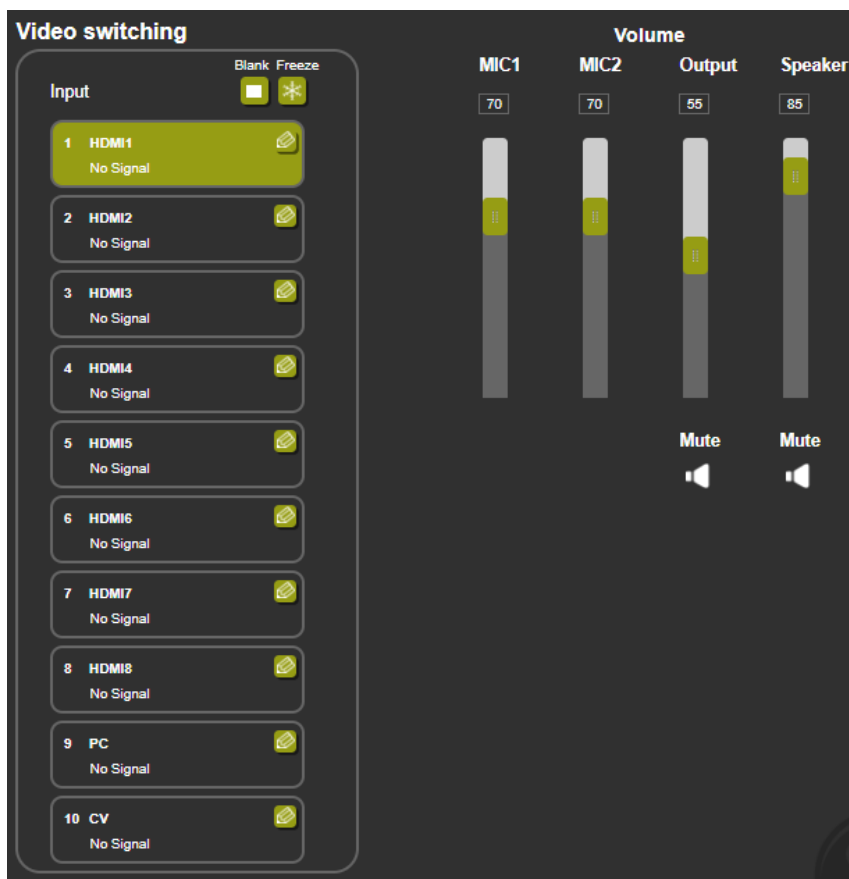 Video switching
Blank Freeze
Input
1 HDMI1
No Signal
2 HDMI2
No Signal
3 HDMI3
No Signal
4 HDMI4
No Signal
5 HDMI5
No Signal
6 HDMI6
No Signal
7 HDMI7
No Signal
8 HDMI8
No Signal
9 PC
No Signal
10 CV
No Signal
Volume
MIC1 MIC2 Output Speaker
70 70 55 85
Mute Mute